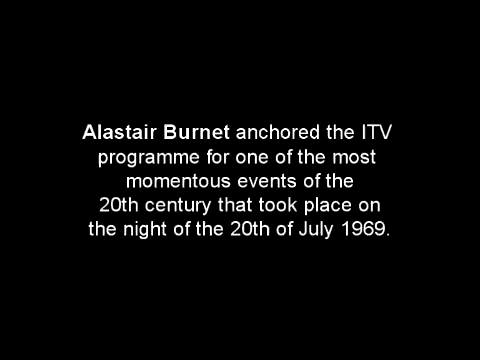 Alastair Burnet anchored the ITV
programme for one of the most
momentous events of the
20th century that took place on
the night of the 20th of July 1969.